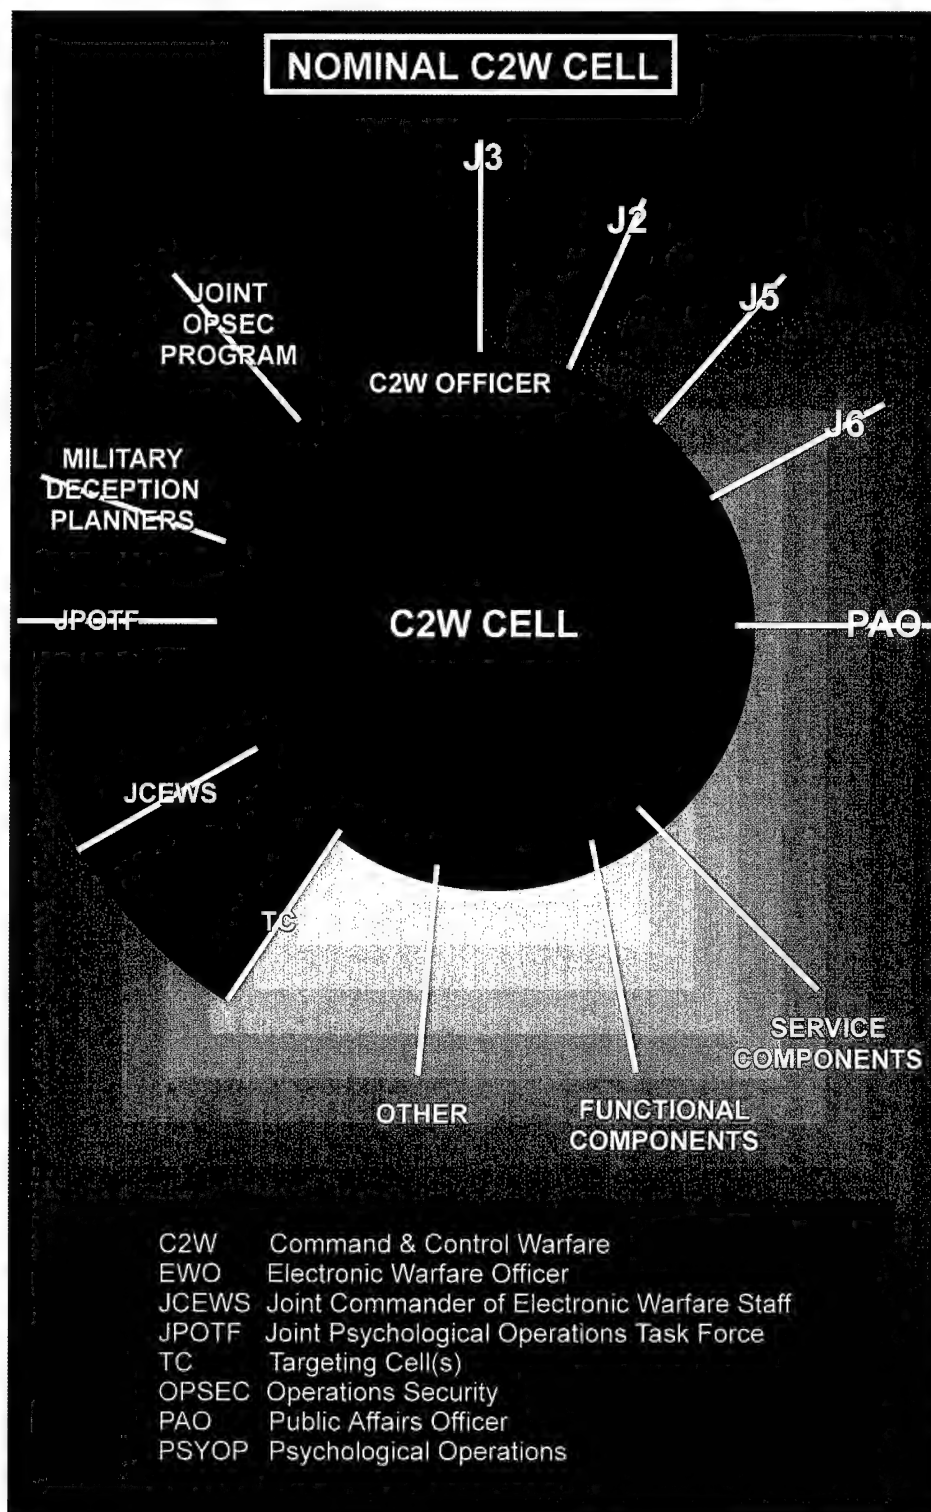 NOMINAL C2W CELL
J3
J2
J5
J6
JOINT
OPSEC
PROGRAM
C2W OFFICER
MILITARY
DECEPTION
PLANNERS
JPOTF
C2W CELL
PAO
JCEWS
TC
SERVICE
COMPONENTS
OTHER
FUNCTIONAL
COMPONENTS
C2W Command & Control Warfare
EWO Electronic Warfare Officer
JCEWS Joint Commander of Electronic Warfare Staff
JPOTF Joint Psychological Operations Task Force
TC Targeting Cell(s)
OPSEC Operations Security
PAO Public Affairs Officer
PSYOP Psychological Operations